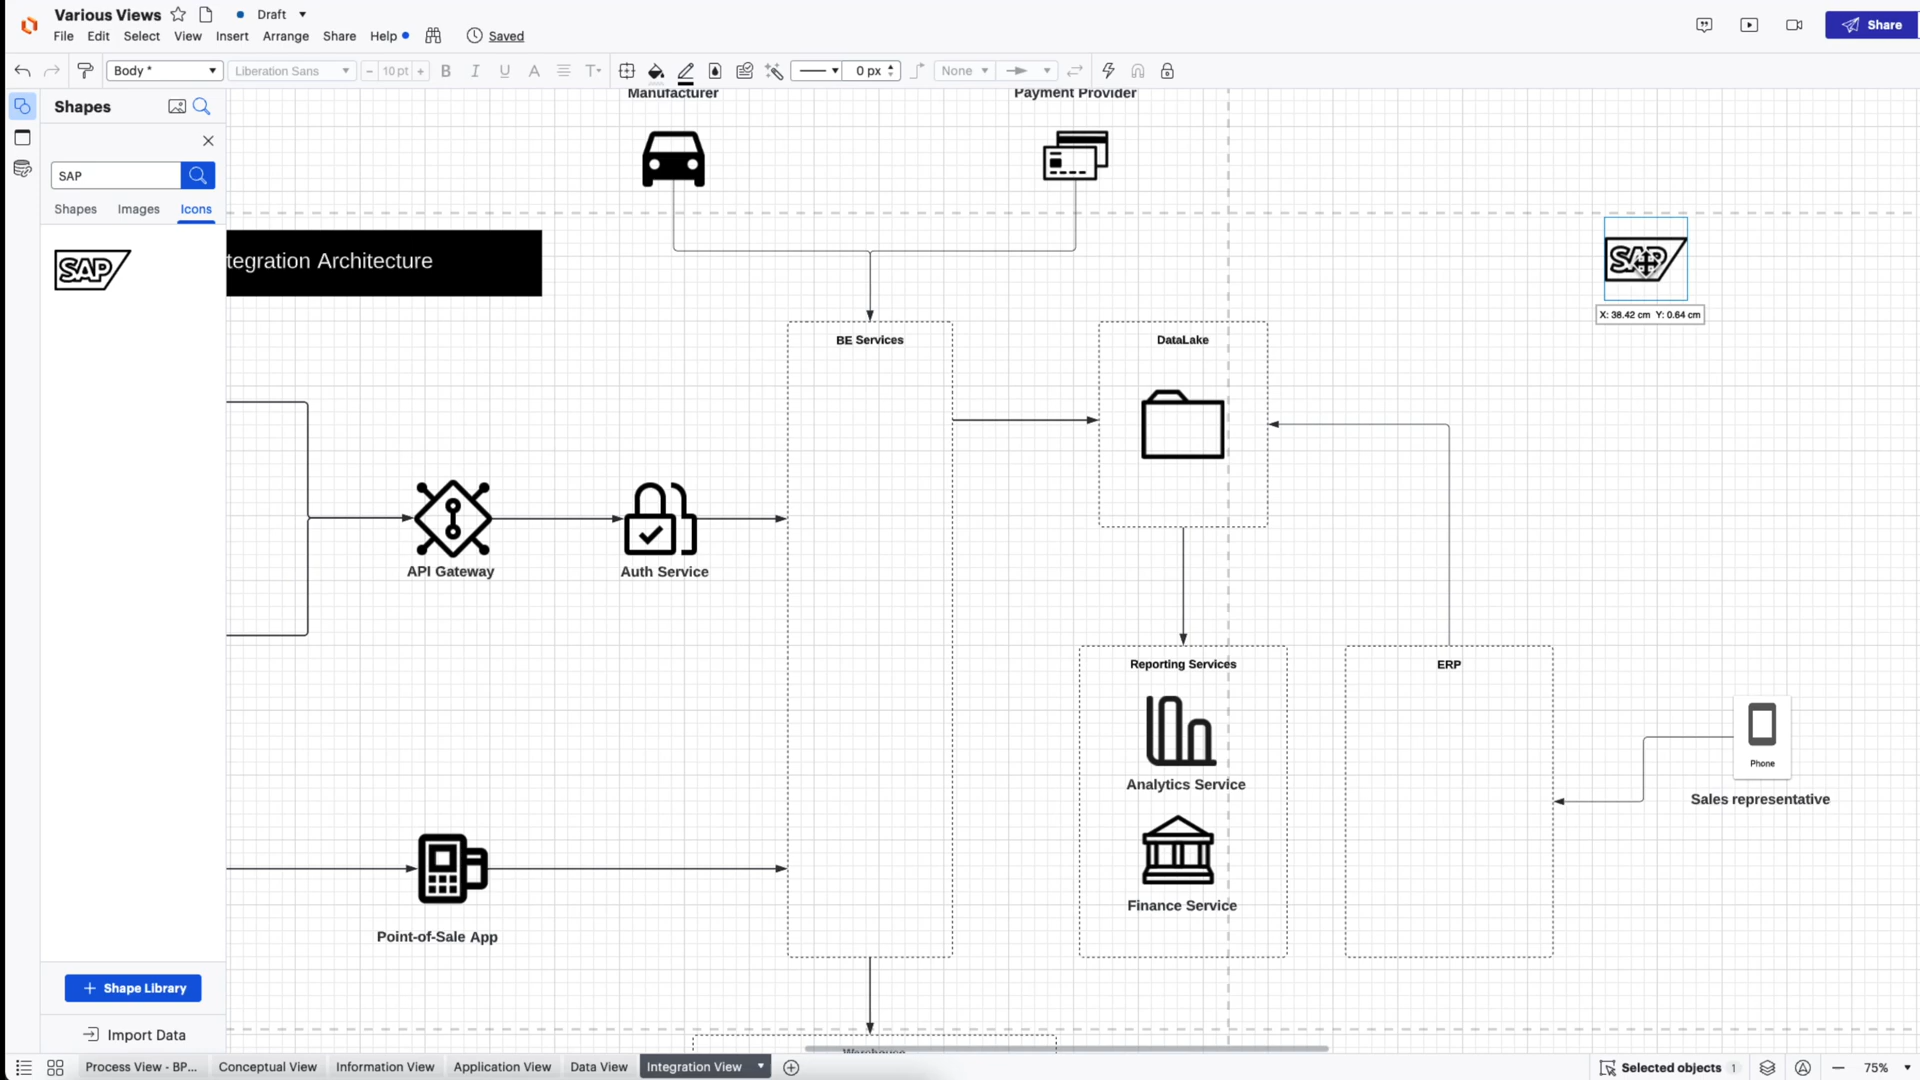 Various Views
Draft
File Edit Select View Insert Arrange Share Help
Saved
Share
Body *
Liberation Sans
10 pt
0 px
None
Shapes
SAP
Shapes Images Icons
SAP
Shape Library
Import Data
Manufacturer
Payment Provider
tegration Architecture
SAP
X: 38.42 cm Y: 0.64 cm
BE Services
DataLake
API Gateway
Auth Service
Reporting Services
ERP
Analytics Service
Phone
Sales representative
Finance Service
Point-of-Sale App
Warehouse
Process View - BP...
Conceptual View
Information View
Application View
Data View
Integration View
Selected objects 1
75%